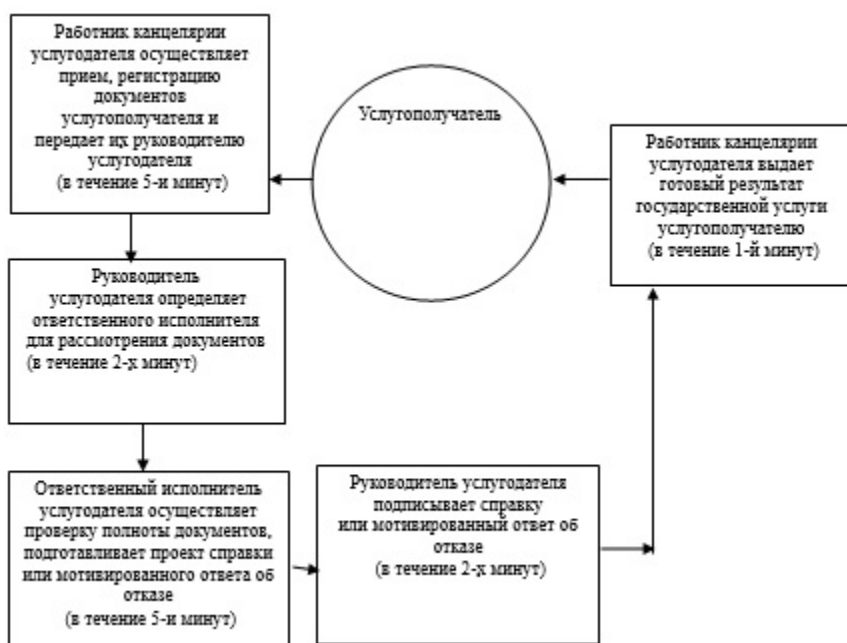 Работник канцелярии
услугодателя осуществляет
прием, регистрацию
документов
услугополучателя и
передает их руководителю
услугодателя
(в течение 5-и минут)
Услугополучатель
Работник канцелярии
услугодателя выдает
готовый результат
государственной услуги
услугополучателю
(в течение 1-й минут)
Руководитель
услугодателя определяет
ответственного исполнителя
для рассмотрения документов
(в течение 2-х минут)
Ответственный исполнитель
услугодателя осуществляет
проверку полноты документов,
подготавливает проект справки
или мотивированного ответа об
отказе
(в течение 5-и минут)
Руководитель услугодателя
подписывает справку
или мотивированный ответ об
отказе
(в течение 2-х минут)